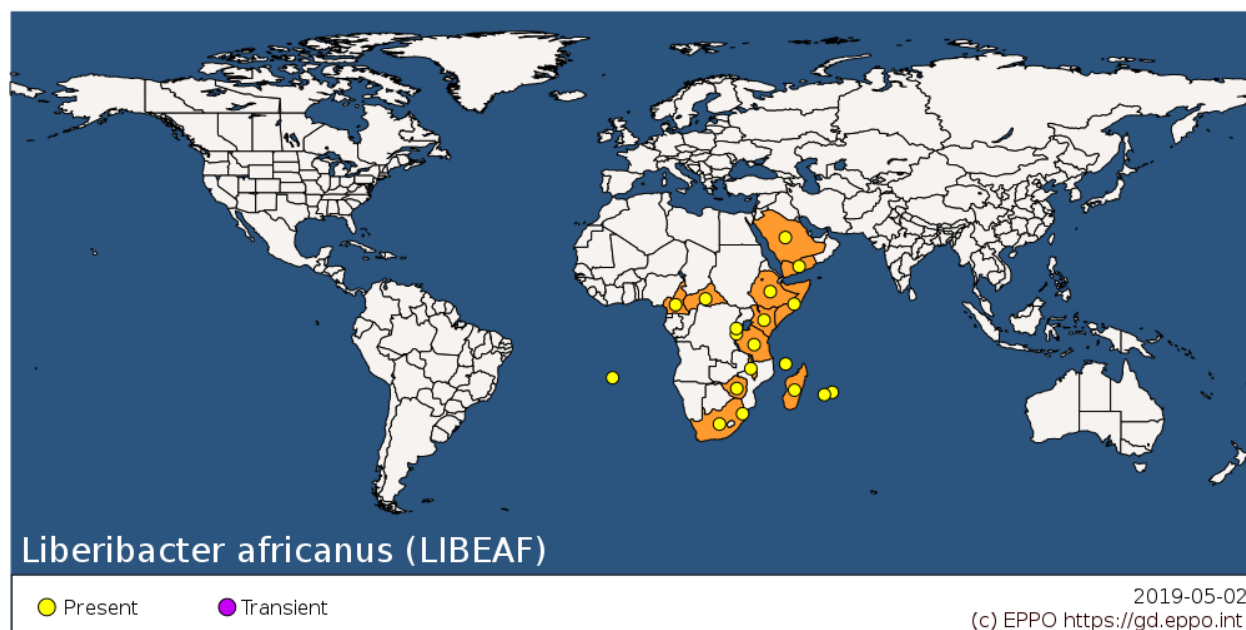 Liberibacter africanus (LIBEAF)
Present
Transient
2019-05-02
(c) EPPO https://gd.eppo.int